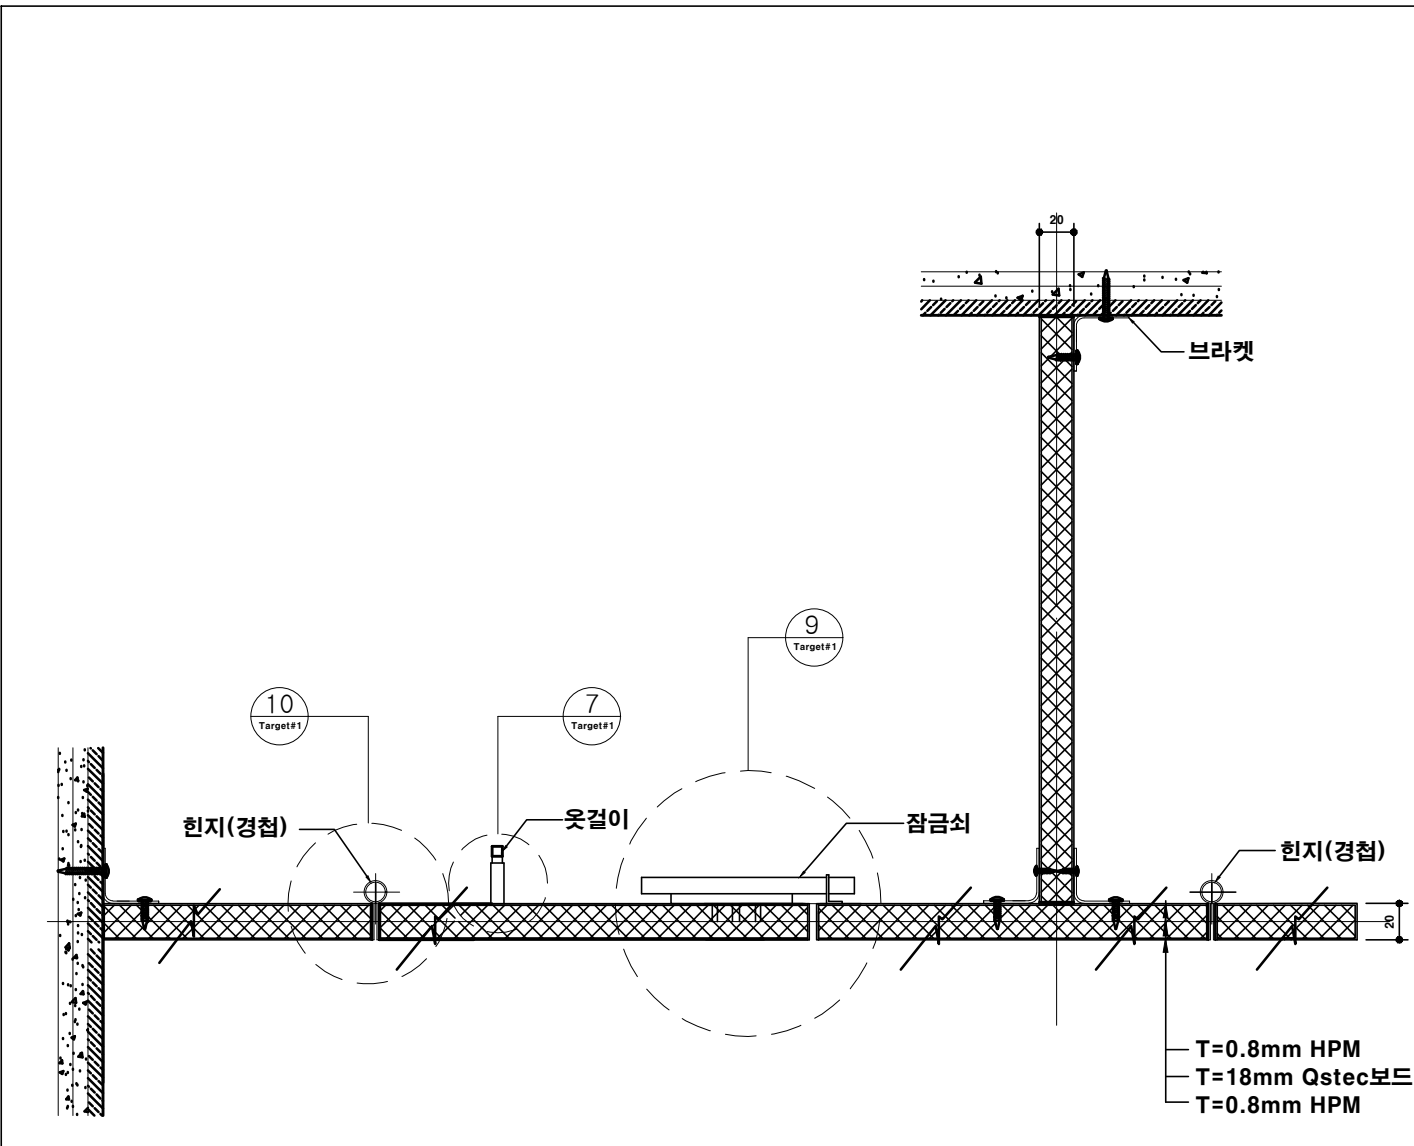 20
브라켓
9
Target#1
10
Target#1
7
Target#1
힌지(경첩)
옷걸이
잠금쇠
힌지(경첩)
20
T=0.8mm HPM
T=18mm Qstec보드
T=0.8mm HPM